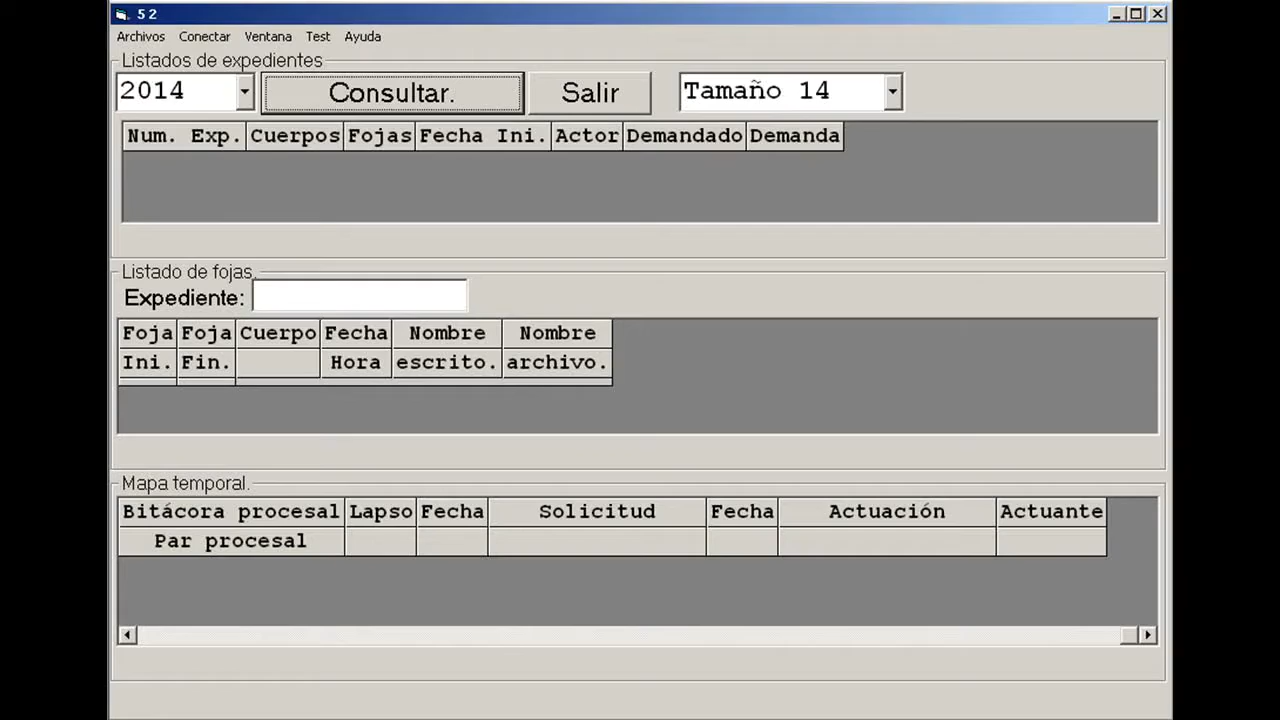 5 2
Archivos Conectar Ventana Test Ayuda
Listados de expedientes
2014 Consultar. Salir Tamaño 14
Num. Exp. Cuerpos Fojas Fecha Ini. Actor Demandado Demanda
Listado de fojas.
Expediente:
Foja Foja Cuerpo Fecha Nombre Nombre
Ini. Fin. Hora escrito. archivo.
Mapa temporal.
Bitácora procesal Lapso Fecha Solicitud Fecha Actuación Actuante
Par procesal